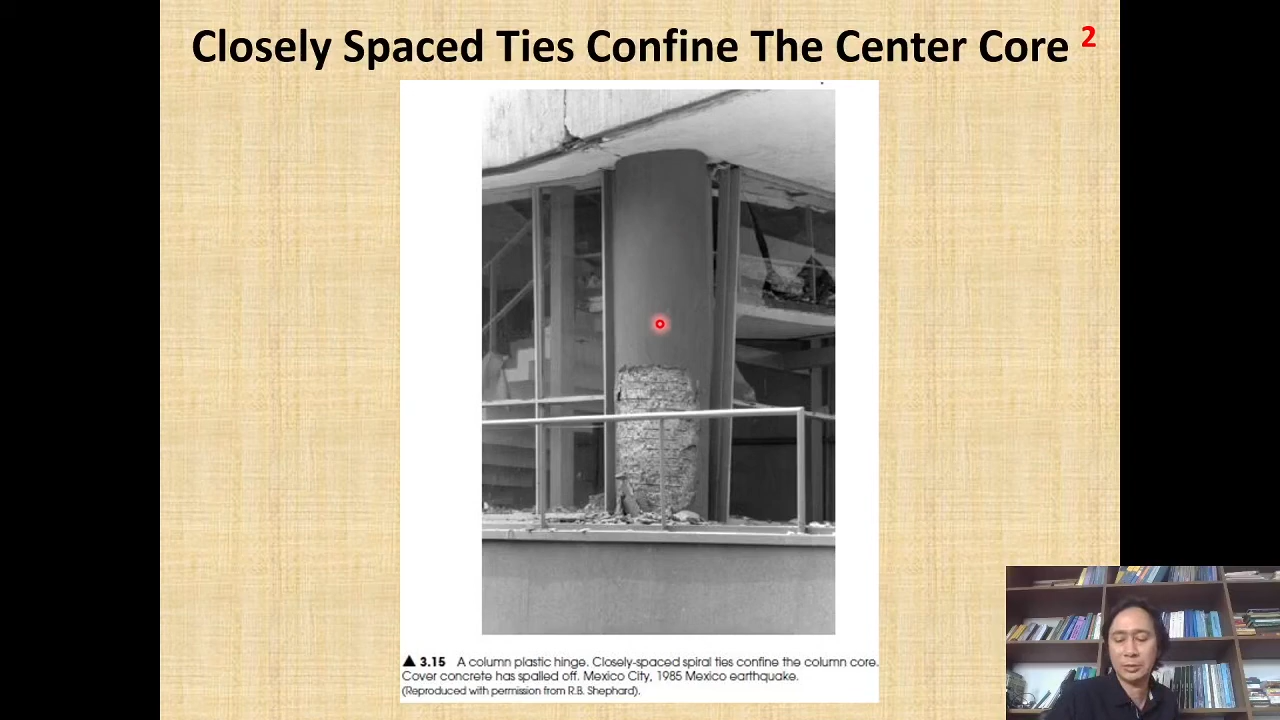 Closely Spaced Ties Confine The Center Core 2
▲ 3.15 A column plastic hinge. Closely-spaced spiral ties confine the column core.
Cover concrete has spalled off. Mexico City, 1985 Mexico earthquake.
(Reproduced with permission from R.B. Shephard).